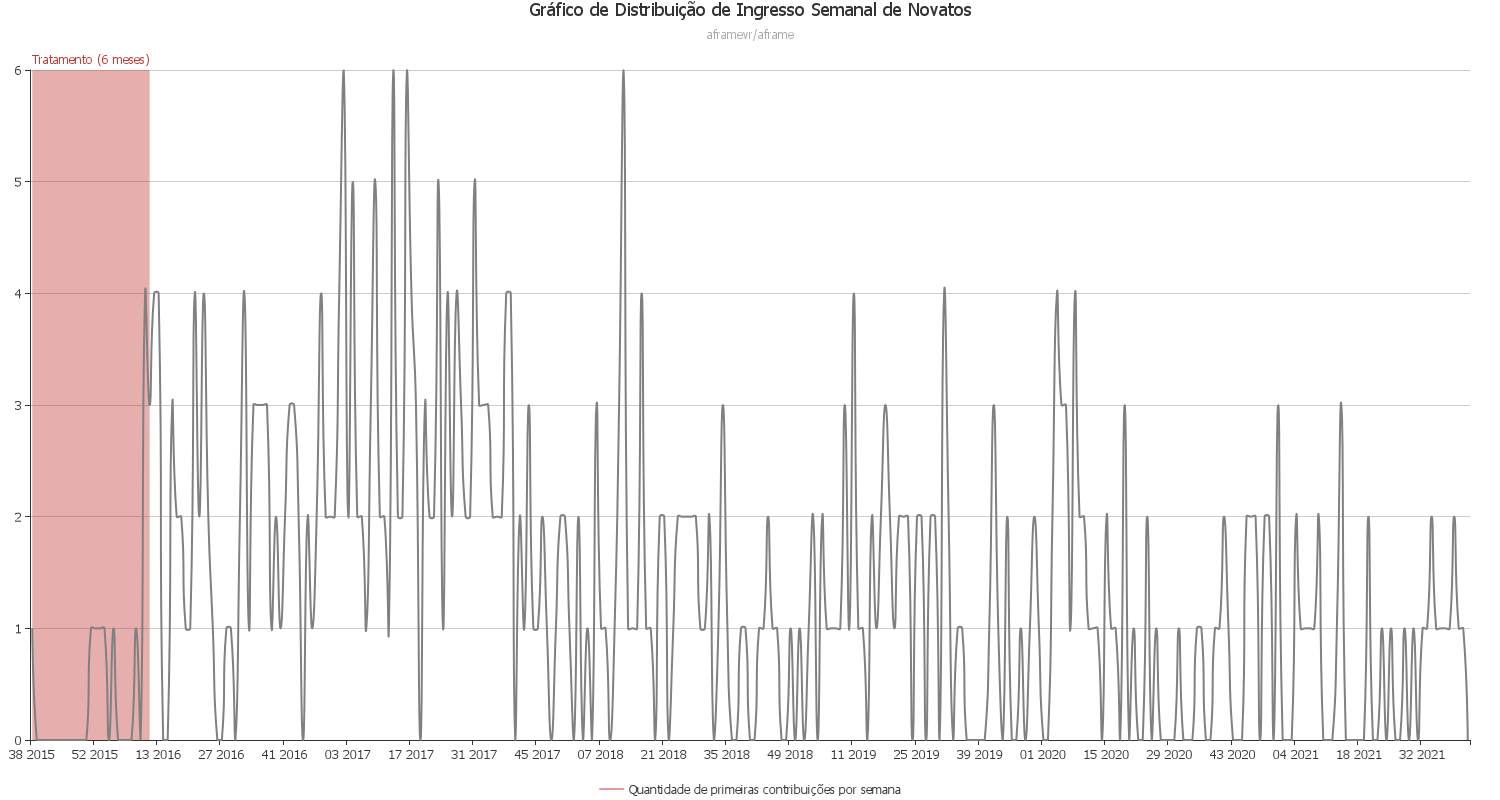 Gráfico de Distribuição de Ingresso Semanal de Novatos
aframevr/aframe
Tratamento (6 meses)
6
5
4
3
2
1
0
38 2015 52 2015 13 2016 27 2016 41 2016 03 2017 17 2017 31 2017 45 2017 07 2018 21 2018 35 2018 49 2018 11 2019 25 2019 39 2019 01 2020 15 2020 29 2020 43 2020 04 2021 18 2021 32 2021
Quantidade de primeiras contribuições por semana